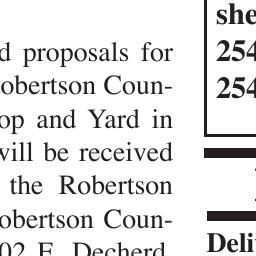 d proposals for
obertson Coun-
op and Yard in
will be received
the Robertson
obertson Coun-
02 E. Decherd,
she
254
254
Deli